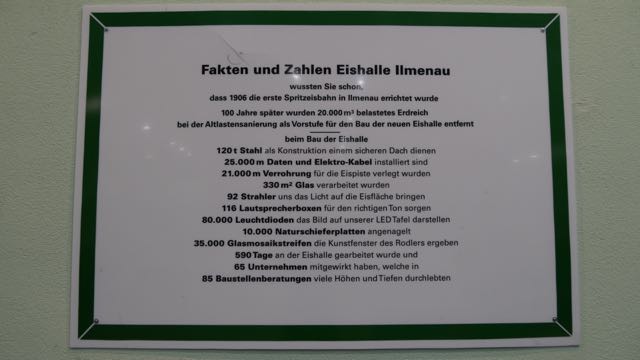 Fakten und Zahlen Eishalle Ilmenau
wussten Sie schon,
dass 1906 die erste Spritzeisbahn in Ilmenau errichtet wurde
100 Jahre später wurden 20.000 m³ belastetes Erdreich
bei der Altlastensanierung als Vorstufe für den Bau der neuen Eishalle entfernt
beim Bau der Eishalle
120 t Stahl als Konstruktion einem sicheren Dach dienen
25.000 m Daten und Elektro-Kabel installiert sind
21.000 m Verrohrung für die Eispiste verlegt wurden
330 m² Glas verarbeitet wurden
92 Strahler uns das Licht auf die Eisfläche bringen
116 Lautsprecherboxen für den richtigen Ton sorgen
80.000 Leuchtdioden das Bild auf unserer LED Tafel darstellen
10.000 Naturschieferplatten angenagelt
35.000 Glasmosaikstreifen die Kunstfenster des Rodlers ergeben
590 Tage an der Eishalle gearbeitet wurde und
65 Unternehmen mitgewirkt haben, welche in
85 Baustellenberatungen viele Höhen und Tiefen durchlebten